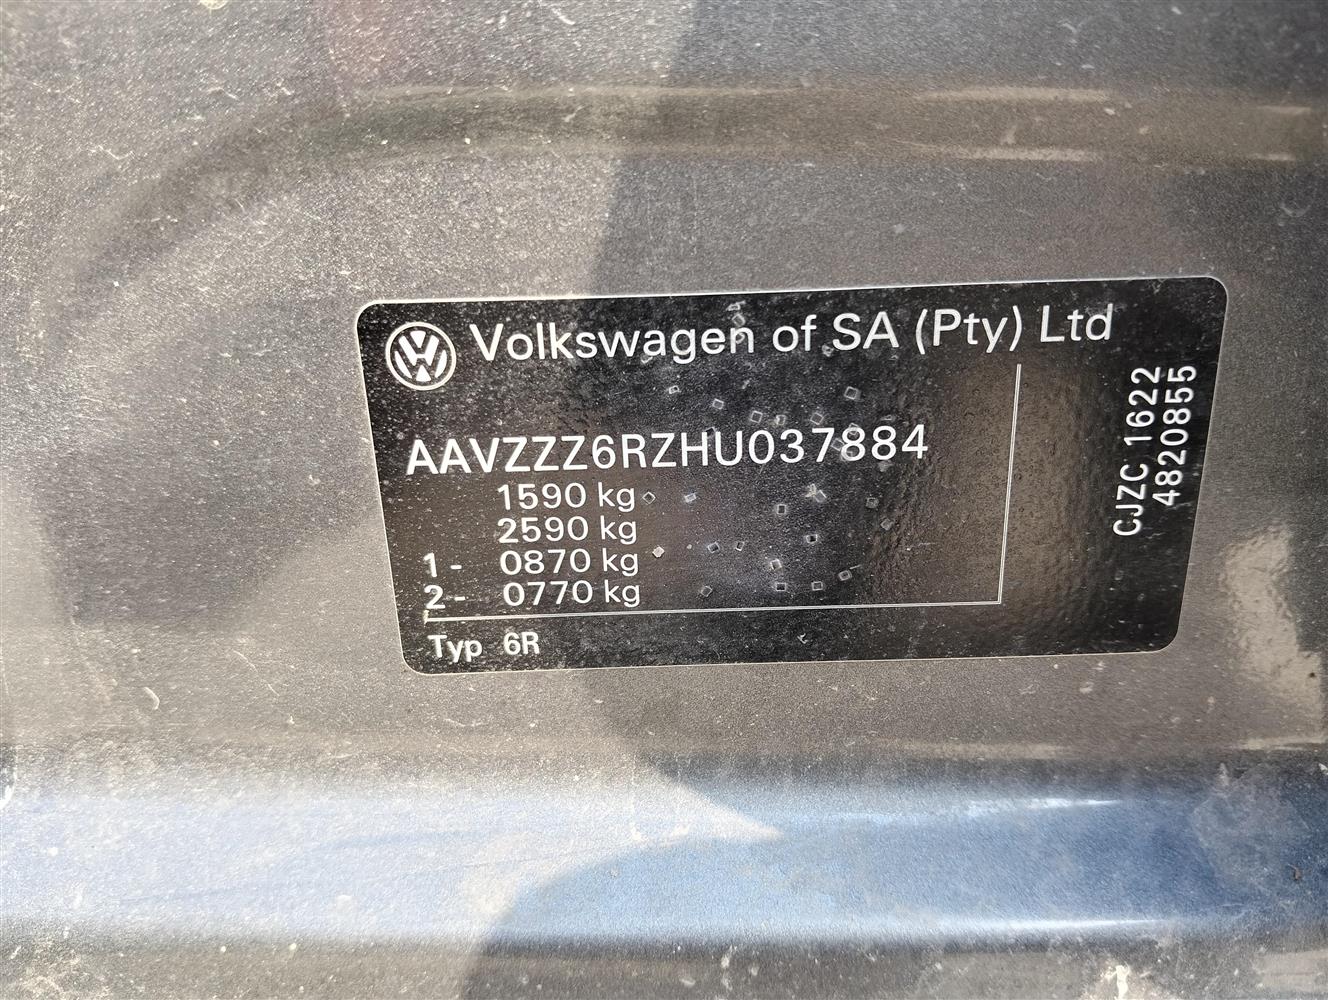 Volkswagen of SA (Pty) Ltd
AAVZZZ6RZHU037884
1590 kg
2590 kg
1- 0870 kg
2- 0770 kg
Typ 6R
CJZC 1622
4820855